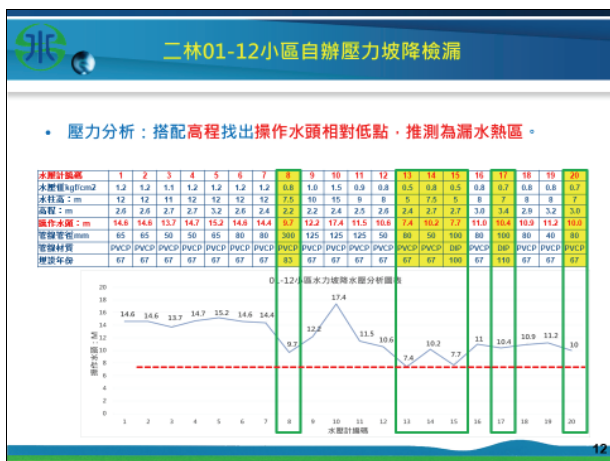 二林01-12小區自辦壓力坡降檢漏
• 壓力分析：搭配高程找出操作水頭相對低點，推測為漏水熱區。
水壓計編碼 1 2 3 4 5 6 7 8 9 10 11 12 13 14 15 16 17 18 19 20
水壓值kgf/cm2 1.2 1.2 1.1 1.2 1.2 1.2 1.2 0.8 1.0 1.5 0.9 0.8 0.5 0.8 0.5 0.8 0.7 0.8 0.8 0.7
水柱高：m 12 12 11 12 12 12 12 7.5 10 15 9 8 5 7.5 5 8 7 8 8 7
高程：m 2.6 2.6 2.7 2.7 3.2 2.6 2.4 2.2 2.2 2.4 2.5 2.6 2.4 2.7 2.7 3.0 3.4 2.9 3.2 3.0
操作水頭：m 14.6 14.6 13.7 14.7 15.2 14.6 14.4 9.7 12.2 17.4 11.5 10.6 7.4 10.2 7.7 11.0 10.4 10.9 11.2 10.0
管線管徑mm 65 65 50 50 65 80 80 300 125 125 125 50 80 50 100 80 100 80 40 80
管線材質 PVCP PVCP PVCP PVCP PVCP PVCP PVCP PVCP PVCP PVCP PVCP PVCP PVCP PVCP DIP PVCP DIP PVCP PVCP PVCP
埋設年份 67 67 67 67 67 67 67 83 67 67 67 67 67 67 100 67 110 67 67 67
01-12小區水力坡降水壓分析圖表
操作水頭：M
20
18
16
14
12
10
8
6
4
2
0
14.6 14.6 13.7 14.7 15.2 14.6 14.4 9.7 12.2 17.4 11.5 10.6 7.4 10.2 7.7 11 10.4 10.9 11.2 10
1 2 3 4 5 6 7 8 9 10 11 12 13 14 15 16 17 18 19 20
水壓計編碼
12